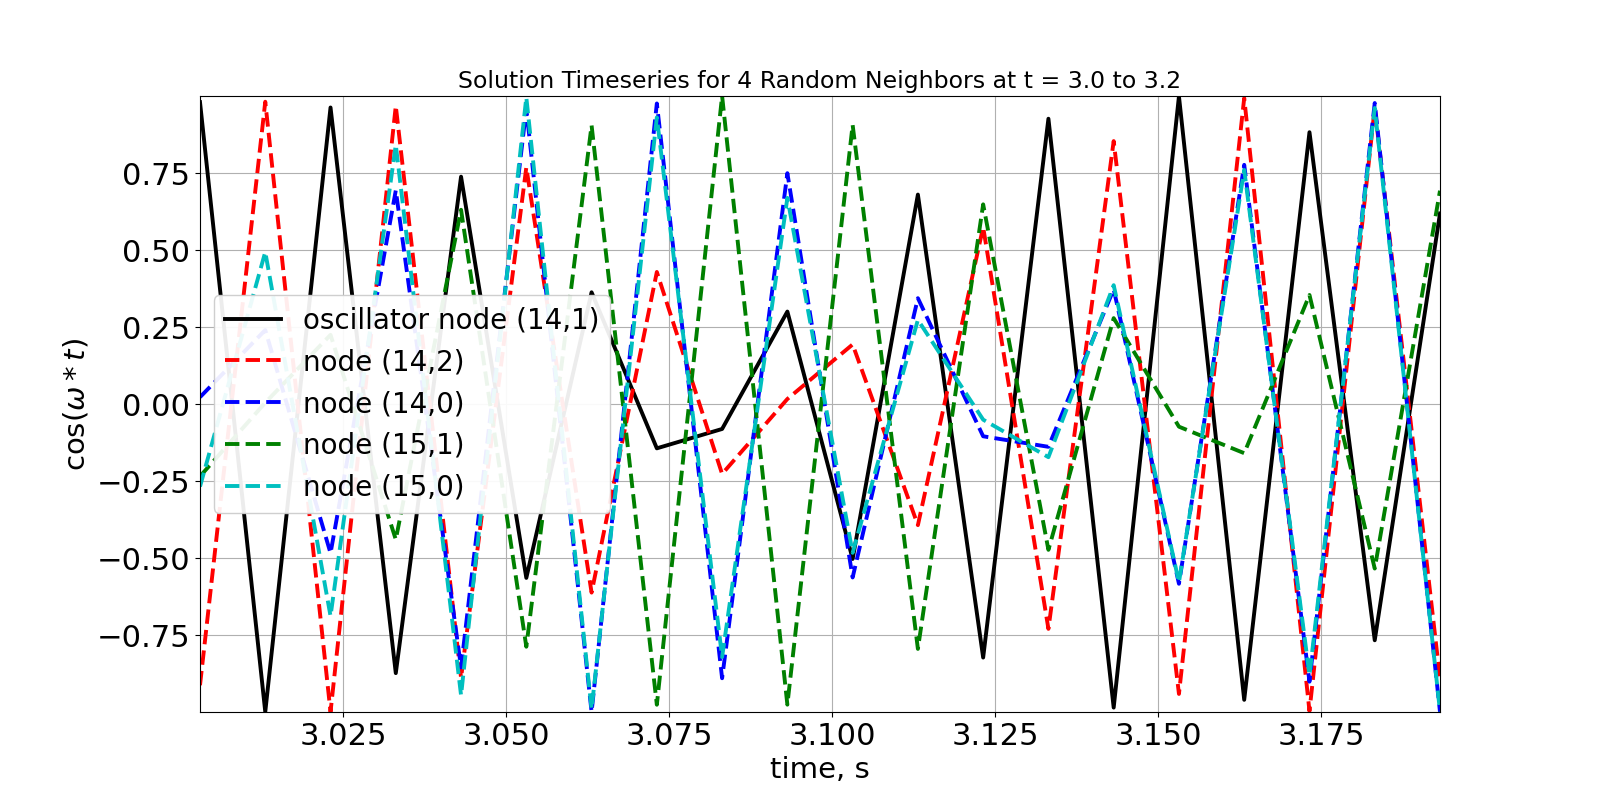 Solution Timeseries for 4 Random Neighbors at t = 3.0 to 3.2
0.75
0.50
0.25
0.00
−0.25
−0.50
−0.75
cos(ω * t)
oscillator node (14,1)
node (14,2)
node (14,0)
node (15,1)
node (15,0)
3.025 3.050 3.075 3.100 3.125 3.150 3.175
time, s